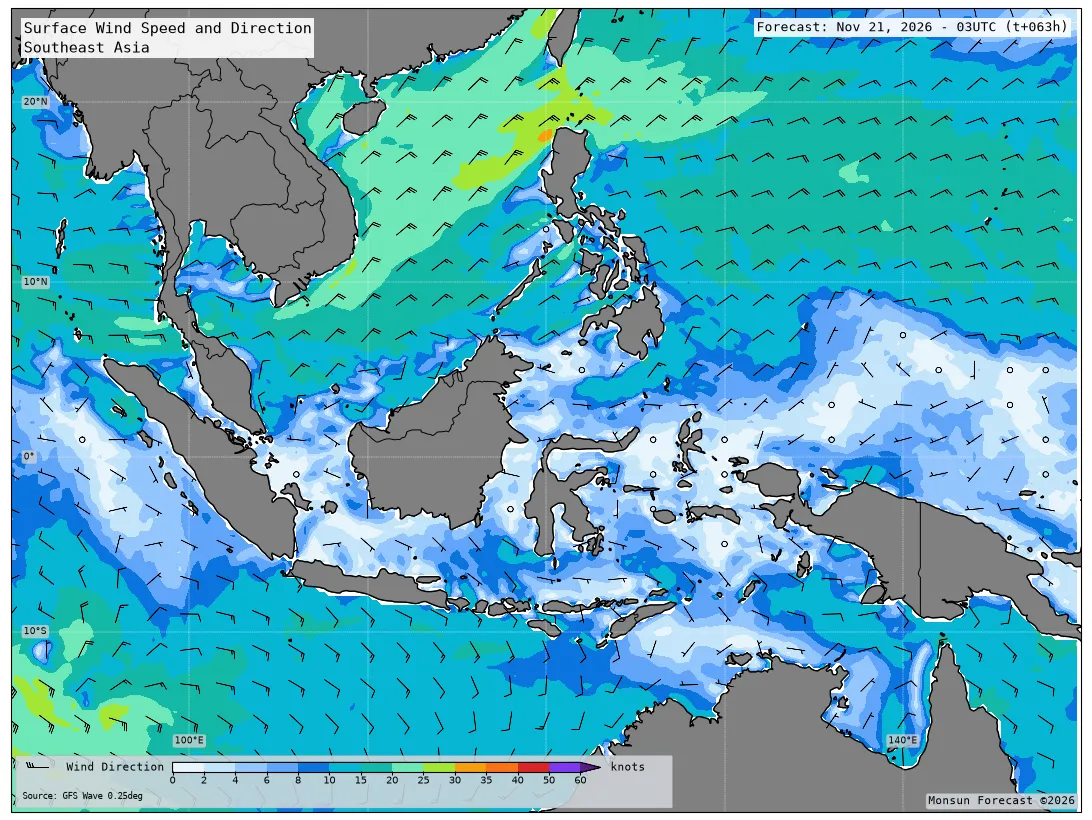 Surface Wind Speed and Direction
Southeast Asia
Forecast: Nov 21, 2026 - 03UTC (t+063h)
20°N
10°N
0°
10°S
100°E
140°E
Wind Direction
0 2 4 6 8 10 15 20 25 30 35 40 50 60
knots
Source: GFS Wave 0.25deg
Monsun Forecast ©2026